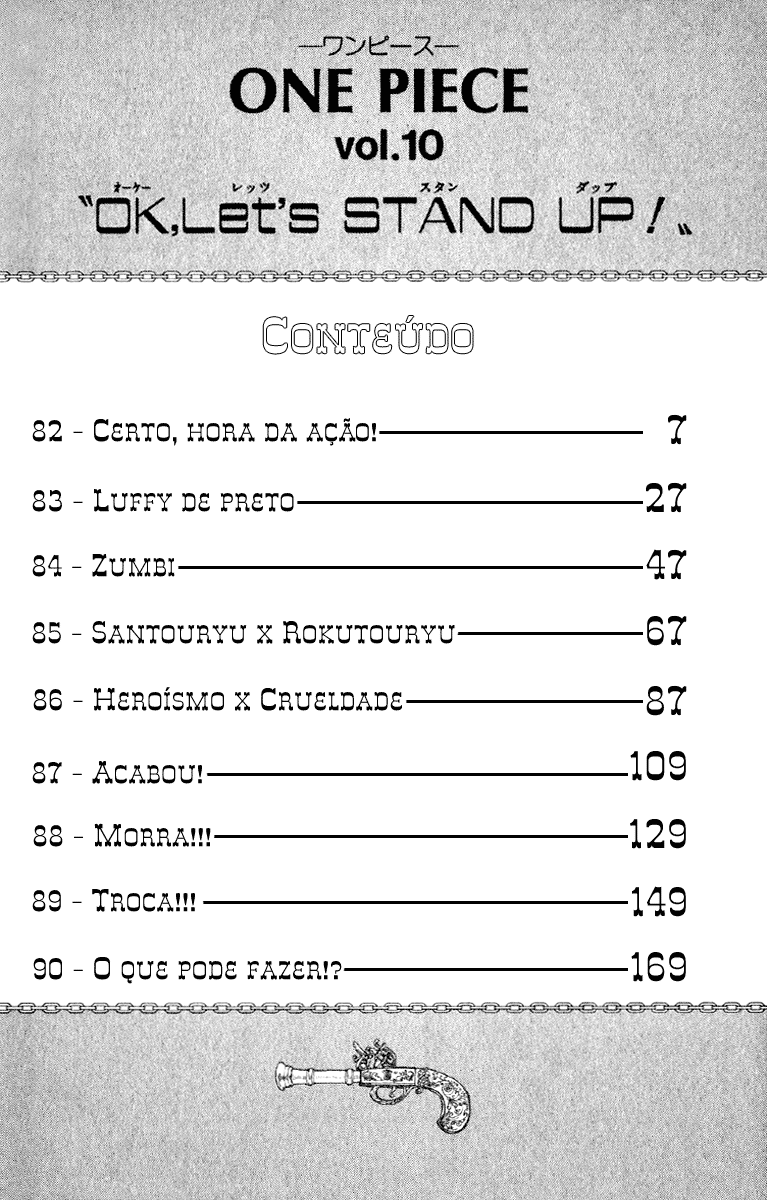 —ワンピース—
ONE PIECE
vol.10
オーケー レッツ スタン ダップ
〝OK,Let's STAND UP!〟
Conteúdo
82 - Certo, hora da ação! 7
83 - Luffy de preto 27
84 - Zumbi 47
85 - Santouryu x Rokutouryu 67
86 - Heroísmo x Crueldade 87
87 - Acabou! 109
88 - Morra!!! 129
89 - Troca!!! 149
90 - O que pode fazer!? 169